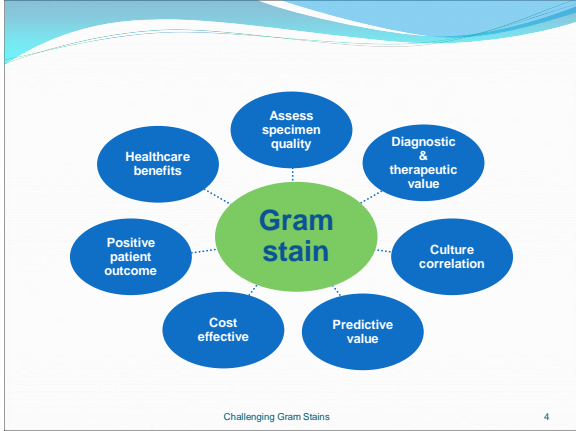 Assess
specimen
quality
Diagnostic
&
therapeutic
value
Healthcare
benefits
Gram
stain
Culture
correlation
Positive
patient
outcome
Predictive
value
Cost
effective
Challenging Gram Stains
4